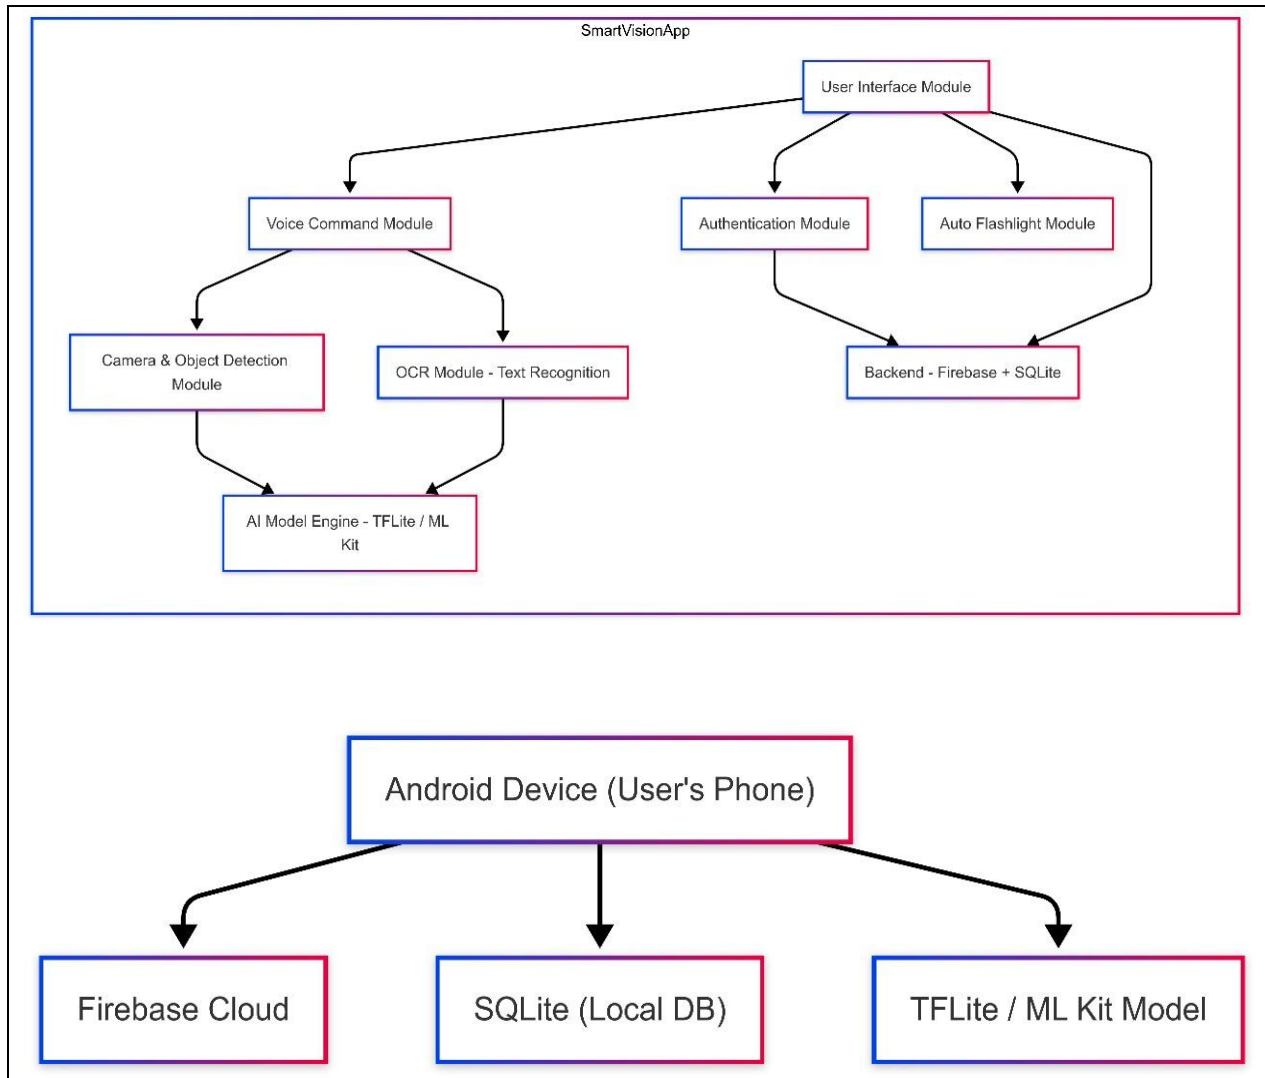 SmartVisionApp
User Interface Module
Voice Command Module
Authentication Module
Auto Flashlight Module
Camera & Object Detection
Module
OCR Module - Text Recognition
Backend - Firebase + SQLite
AI Model Engine - TFLite / ML
Kit
Android Device (User's Phone)
Firebase Cloud
SQLite (Local DB)
TFLite / ML Kit Model